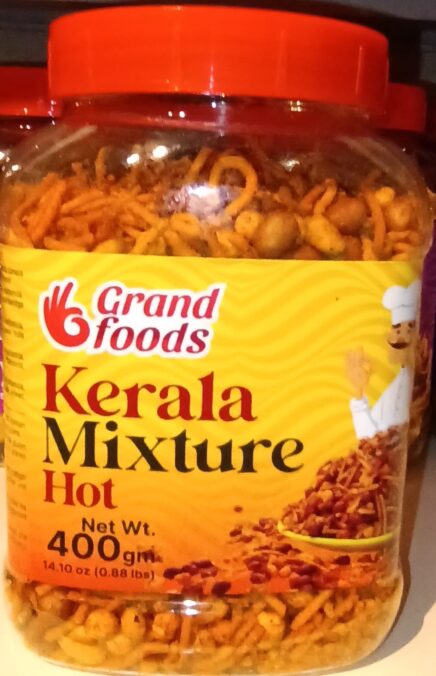 Grand
foods
Kerala
Mixture
Hot
Net Wt.
400gm
14.10 oz (0.88 lbs)